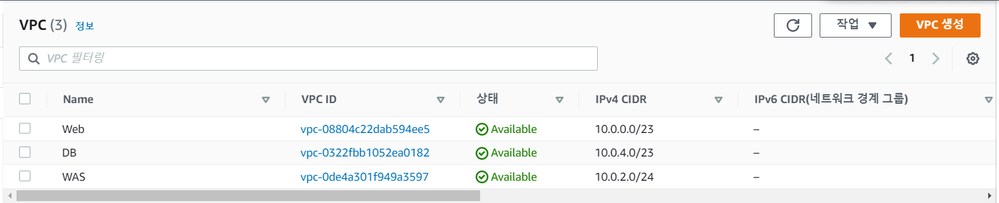 VPC (3) 정보
작업 VPC 생성
VPC 필터링
1
Name VPC ID 상태 IPv4 CIDR IPv6 CIDR(네트워크 경계 그룹)
Web vpc-08804c22dab594ee5 Available 10.0.0.0/23 –
DB vpc-0322fbb1052ea0182 Available 10.0.4.0/23 –
WAS vpc-0de4a301f949a3597 Available 10.0.2.0/24 –